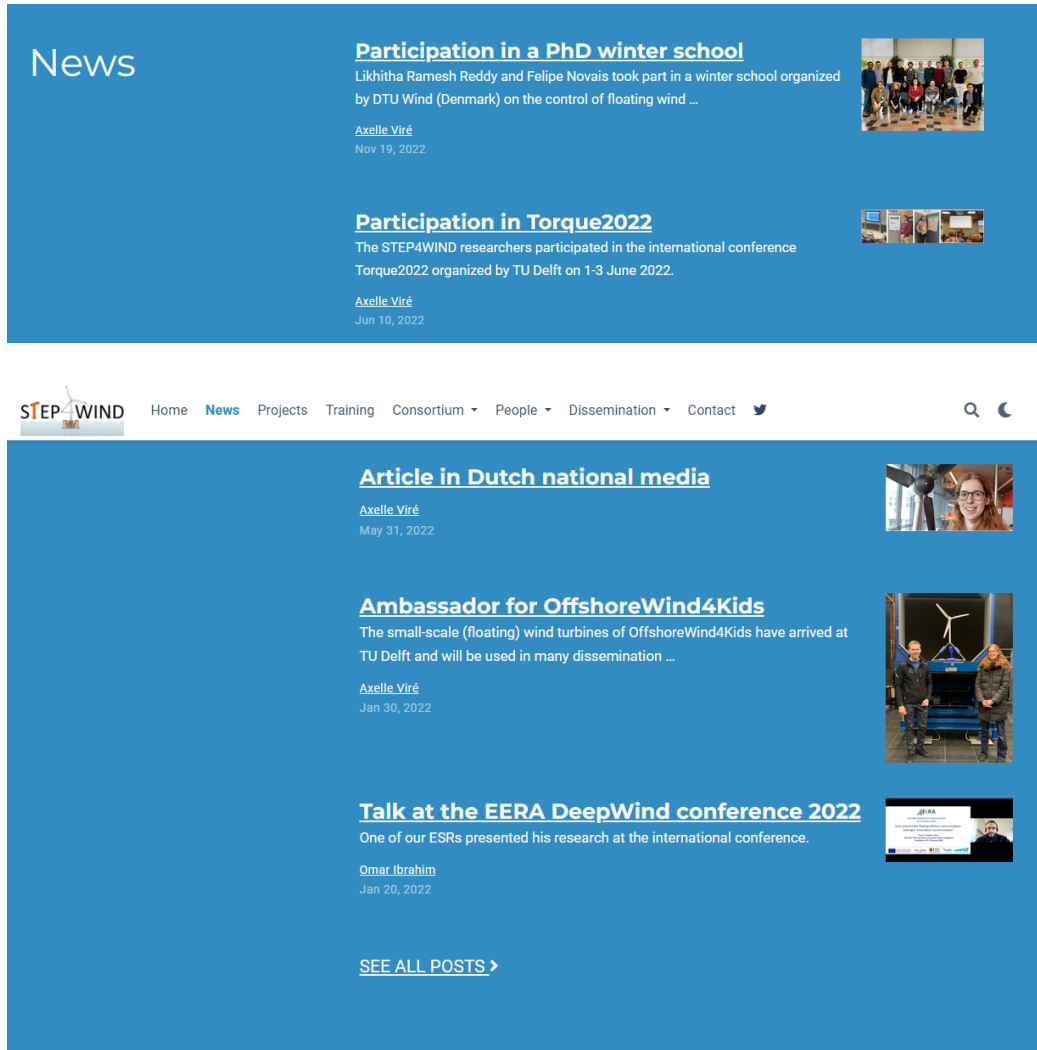 News
Participation in a PhD winter school
Likhitha Ramesh Reddy and Felipe Novais took part in a winter school organized
by DTU Wind (Denmark) on the control of floating wind ...
Axelle Viré
Nov 19, 2022
Participation in Torque2022
The STEP4WIND researchers participated in the international conference
Torque2022 organized by TU Delft on 1-3 June 2022.
Axelle Viré
Jun 10, 2022
STEP4WIND Home News Projects Training Consortium People Dissemination Contact
Article in Dutch national media
Axelle Viré
May 31, 2022
Ambassador for OffshoreWind4Kids
The small-scale (floating) wind turbines of OffshoreWind4Kids have arrived at
TU Delft and will be used in many dissemination ...
Axelle Viré
Jan 30, 2022
Talk at the EERA DeepWind conference 2022
One of our ESRs presented his research at the international conference.
EERA
Omar Ibrahim
Jan 20, 2022
SEE ALL POSTS